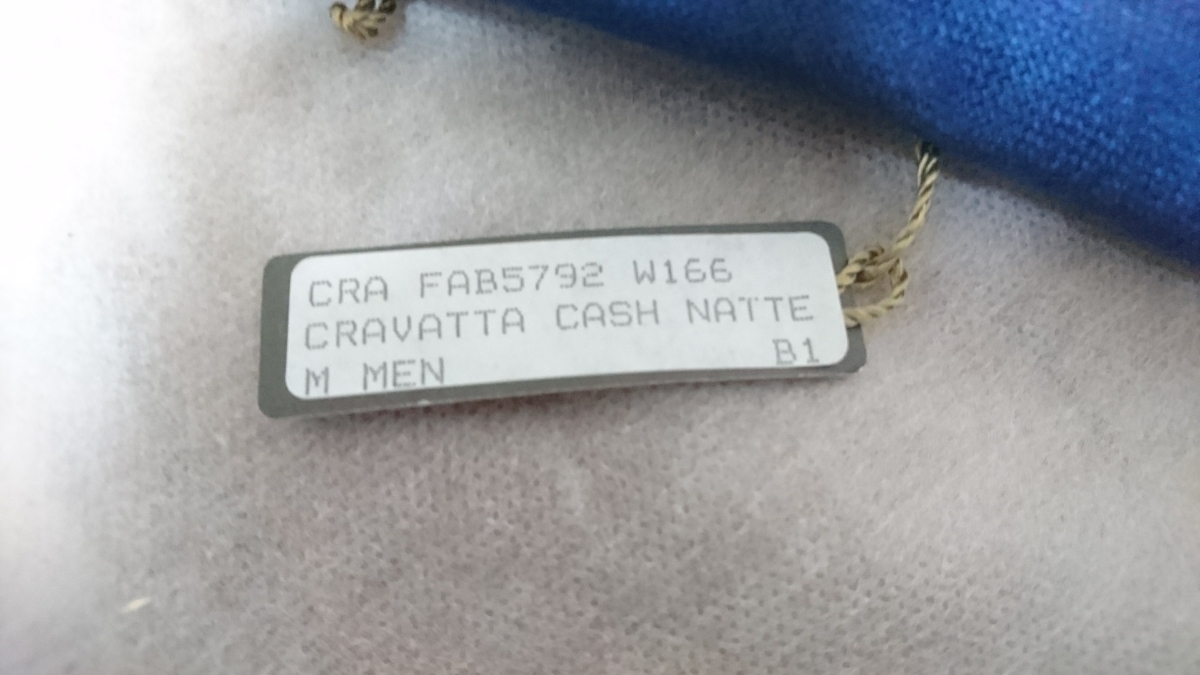 CRA FAB5792 W166
CRAVATTA CASH NATTE
M MEN B1